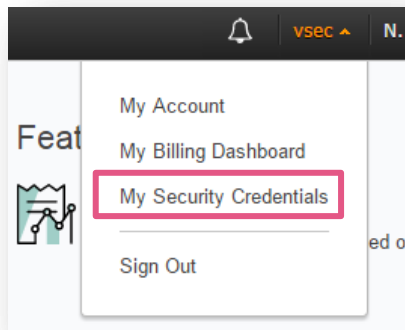 vsec N.
My Account
Feat
My Billing Dashboard
My Security Credentials
ed o
Sign Out